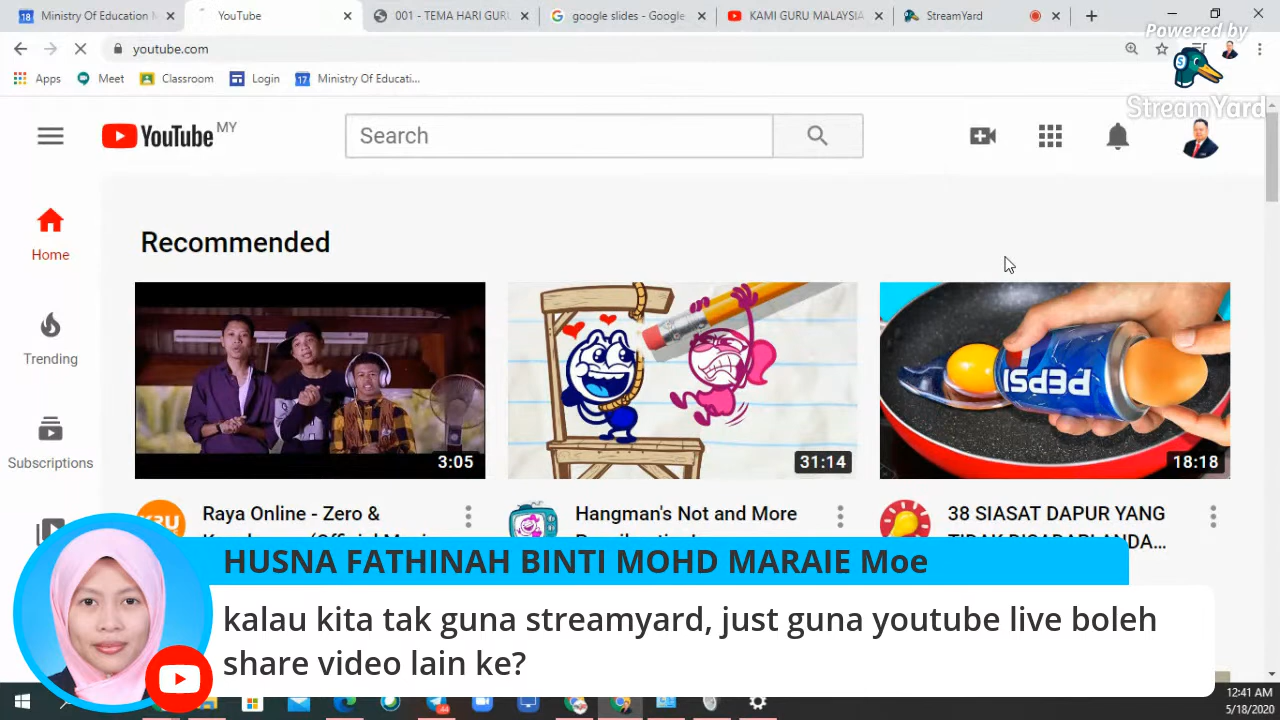 Ministry Of Education M
YouTube
001 - TEMA HARI GURU
google slides - Google
KAMI GURU MALAYSIA
StreamYard
Powered by
StreamYard
youtube.com
Apps
Meet
Classroom
Login
Ministry Of Educati...
YouTube MY
Search
Home
Trending
Subscriptions
Recommended
PEPSI
3:05
31:14
18:18
Raya Online - Zero &
Hangman's Not and More
38 SIASAT DAPUR YANG
TIDAK DISADARI ANDA...
HUSNA FATHINAH BINTI MOHD MARAIE Moe
kalau kita tak guna streamyard, just guna youtube live boleh
share video lain ke?
12:41 AM
5/18/2020